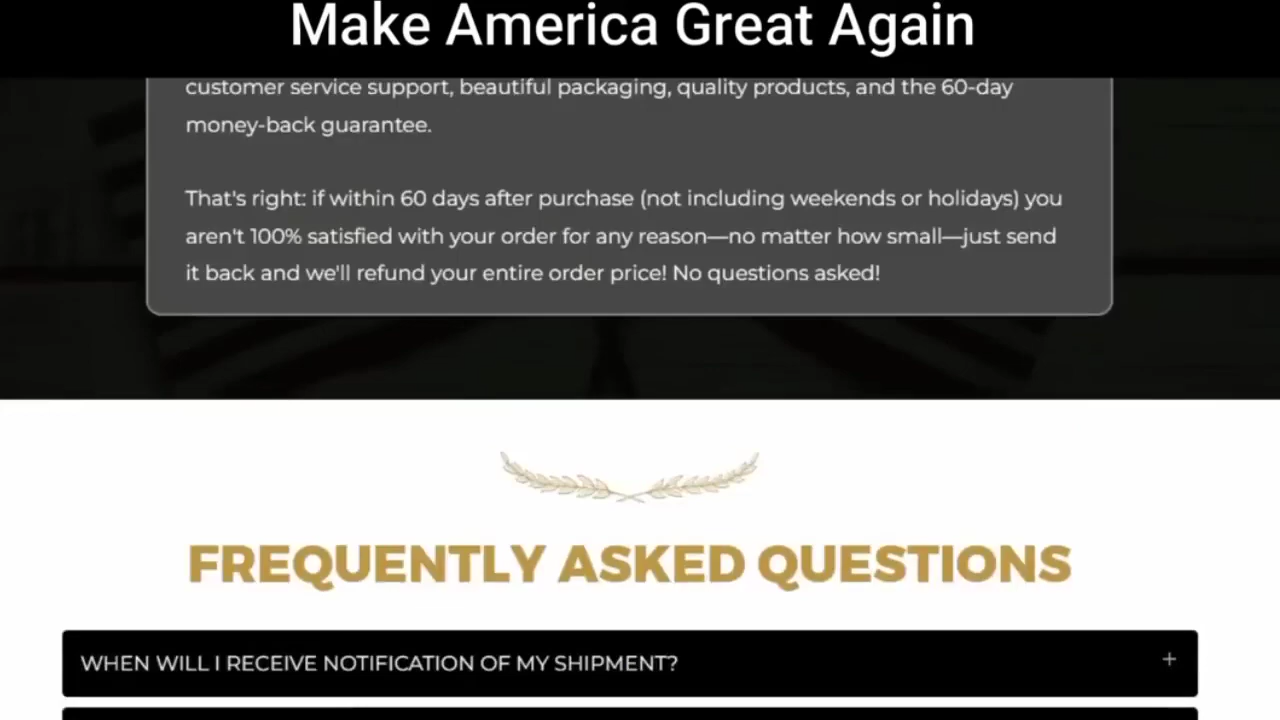 Make America Great Again
customer service support, beautiful packaging, quality products, and the 60-day
money-back guarantee.
That's right: if within 60 days after purchase (not including weekends or holidays) you
aren't 100% satisfied with your order for any reason—no matter how small—just send
it back and we'll refund your entire order price! No questions asked!
FREQUENTLY ASKED QUESTIONS
WHEN WILL I RECEIVE NOTIFICATION OF MY SHIPMENT? +